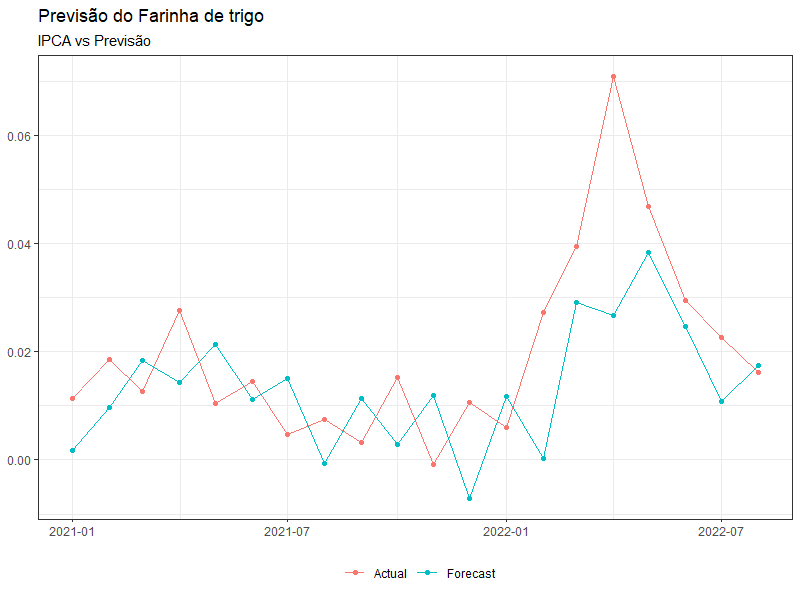 Previsão do Farinha de trigo
IPCA vs Previsão
0.06
0.04
0.02
0.00
2021-01 2021-07 2022-01 2022-07
Actual Forecast